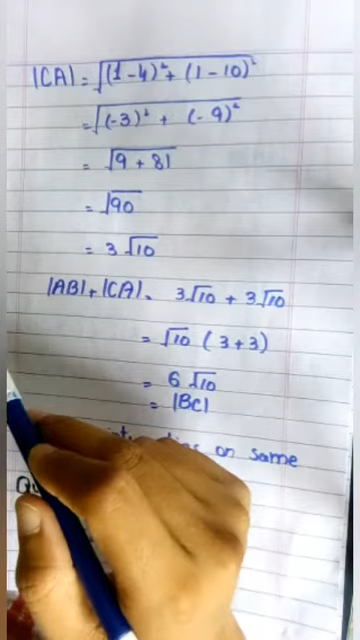 |CA| = √(1-4)² + (1-10)²
= √(-3)² + (-9)²
= √9 + 81
= √90
= 3√10
|AB| + |CA| = 3√10 + 3√10
= √10 (3+3)
= 6√10
= |BC|
on same